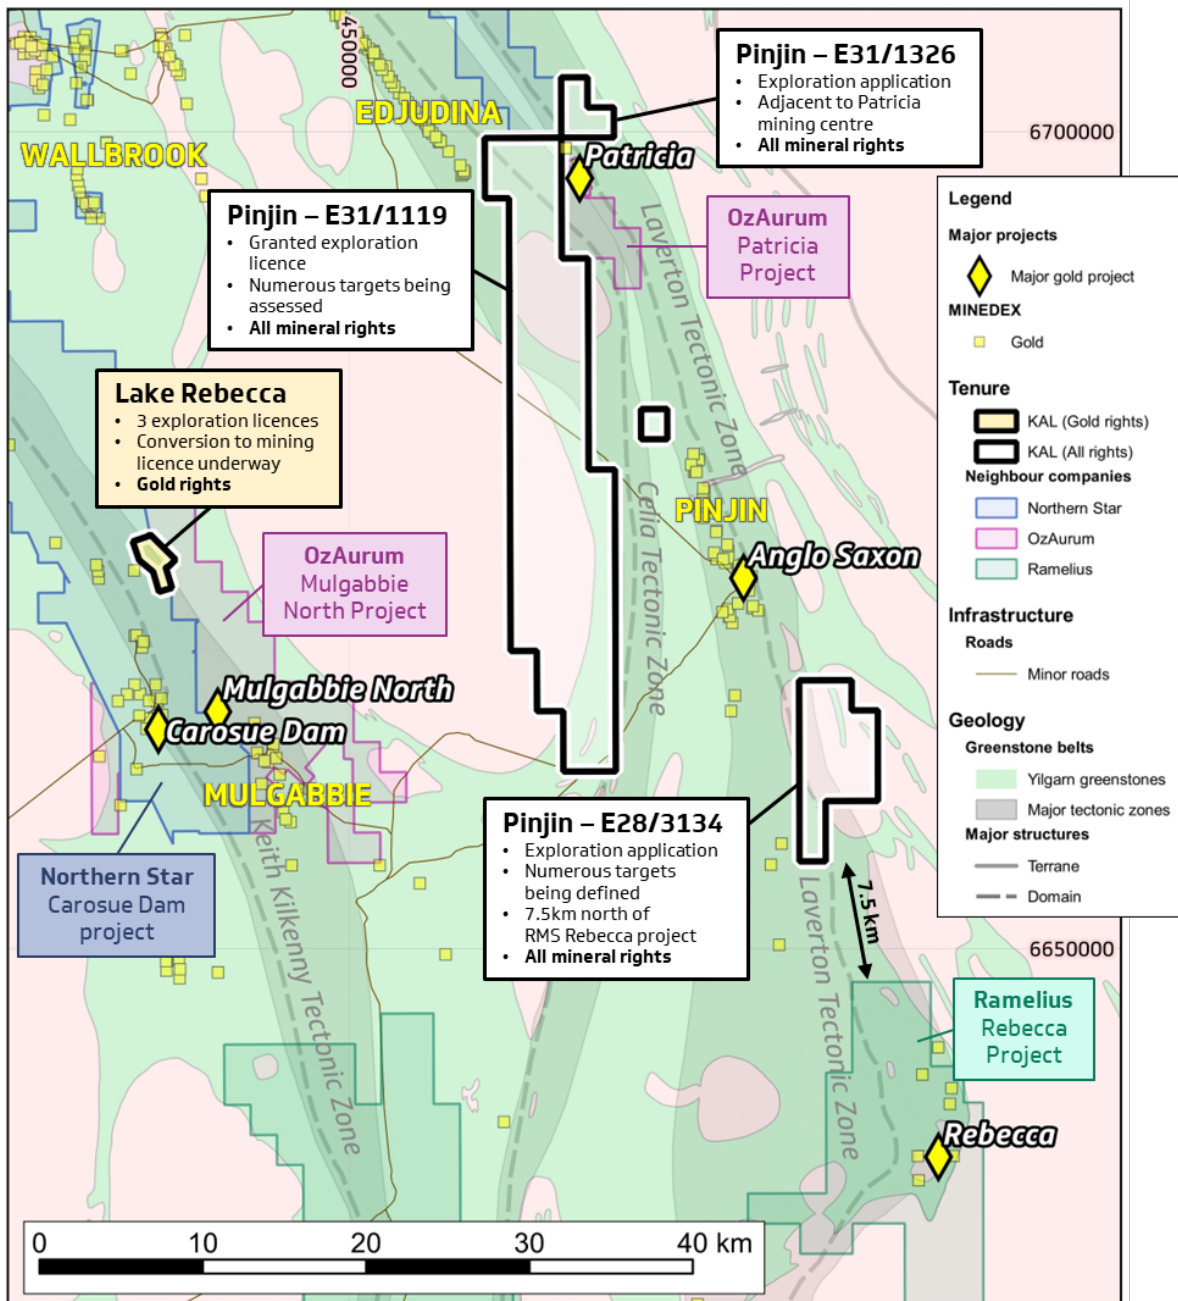 450000
Pinjin – E31/1326
• Exploration application
• Adjacent to Patricia
mining centre
• All mineral rights
EDJUDINA
WALLBROOK
6700000
Patricia
Pinjin – E31/1119
• Granted exploration
licence
• Numerous targets being
assessed
• All mineral rights
OzAurum
Patricia
Project
Laverton Tectonic Zone
Legend
Major projects
Major gold project
MINEDEX
Gold
Tenure
KAL (Gold rights)
KAL (All rights)
Neighbour companies
Northern Star
OzAurum
Ramelius
Infrastructure
Roads
Minor roads
Geology
Greenstone belts
Yilgarn greenstones
Major tectonic zones
Major structures
Terrane
Domain
Lake Rebecca
• 3 exploration licences
• Conversion to mining
licence underway
• Gold rights
Celia Tectonic Zone
PINJIN
Anglo Saxon
OzAurum
Mulgabbie
North Project
Mulgabbie North
Carosue Dam
MULGABBIE
Keith Kilkenny Tectonic Zone
Northern Star
Carosue Dam
project
Pinjin – E28/3134
• Exploration application
• Numerous targets
being defined
• 7.5km north of
RMS Rebecca project
• All mineral rights
7.5 km
Laverton Tectonic Zone
6650000
Ramelius
Rebecca
Project
Rebecca
0 10 20 30 40 km